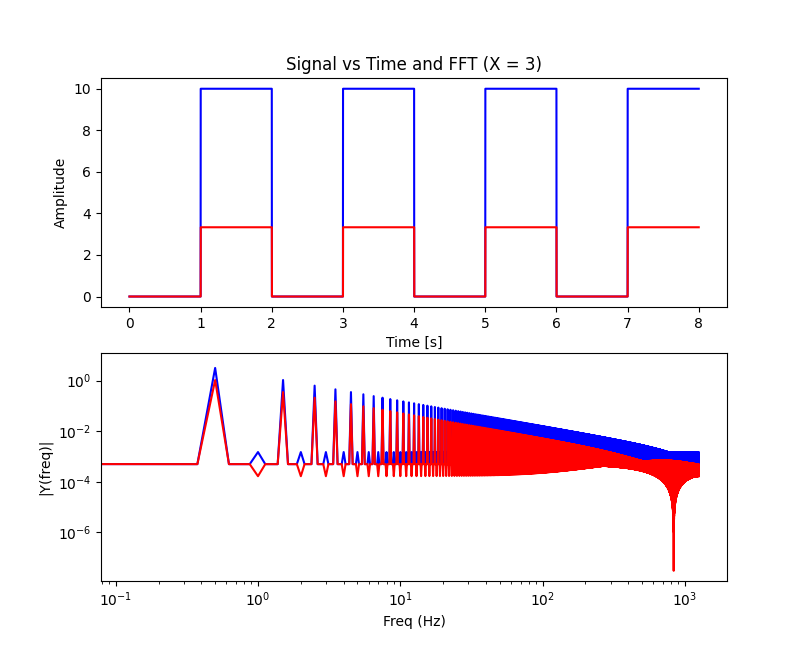 Signal vs Time and FFT (X = 3)
10
8
6
4
2
0
Amplitude
0 1 2 3 4 5 6 7 8
Time [s]
10⁰
10⁻²
10⁻⁴
10⁻⁶
|Y(freq)|
10⁻¹ 10⁰ 10¹ 10² 10³
Freq (Hz)